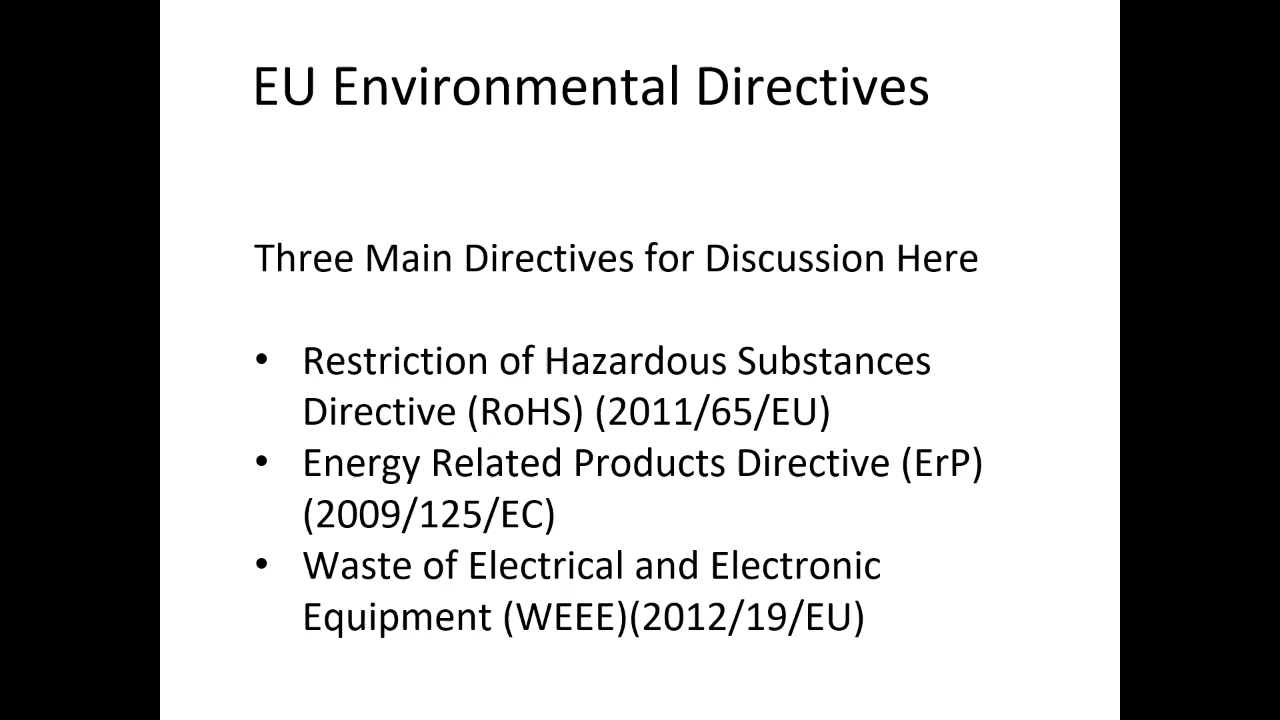 EU Environmental Directives
Three Main Directives for Discussion Here
• Restriction of Hazardous Substances
Directive (RoHS) (2011/65/EU)
• Energy Related Products Directive (ErP)
(2009/125/EC)
• Waste of Electrical and Electronic
Equipment (WEEE)(2012/19/EU)